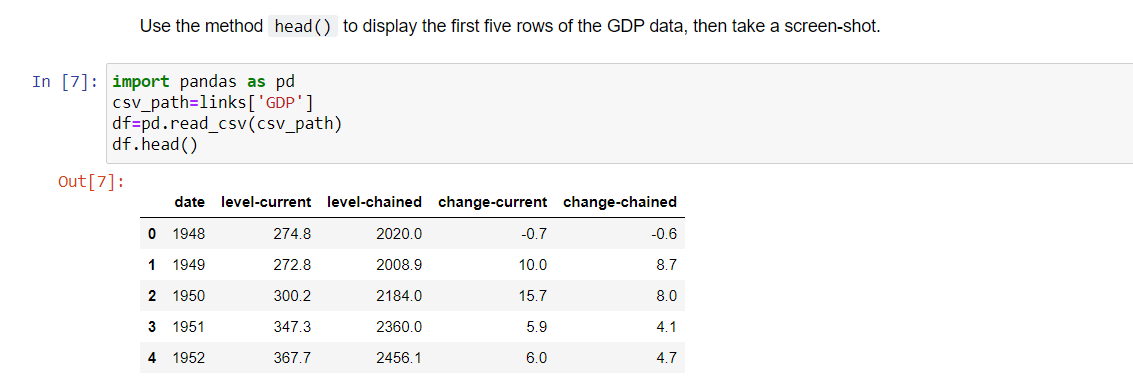 Use the method head() to display the first five rows of the GDP data, then take a screen-shot.
In [7]: import pandas as pd
csv_path=links['GDP']
df=pd.read_csv(csv_path)
df.head()
Out[7]:
date level-current level-chained change-current change-chained
0 1948 274.8 2020.0 -0.7 -0.6
1 1949 272.8 2008.9 10.0 8.7
2 1950 300.2 2184.0 15.7 8.0
3 1951 347.3 2360.0 5.9 4.1
4 1952 367.7 2456.1 6.0 4.7